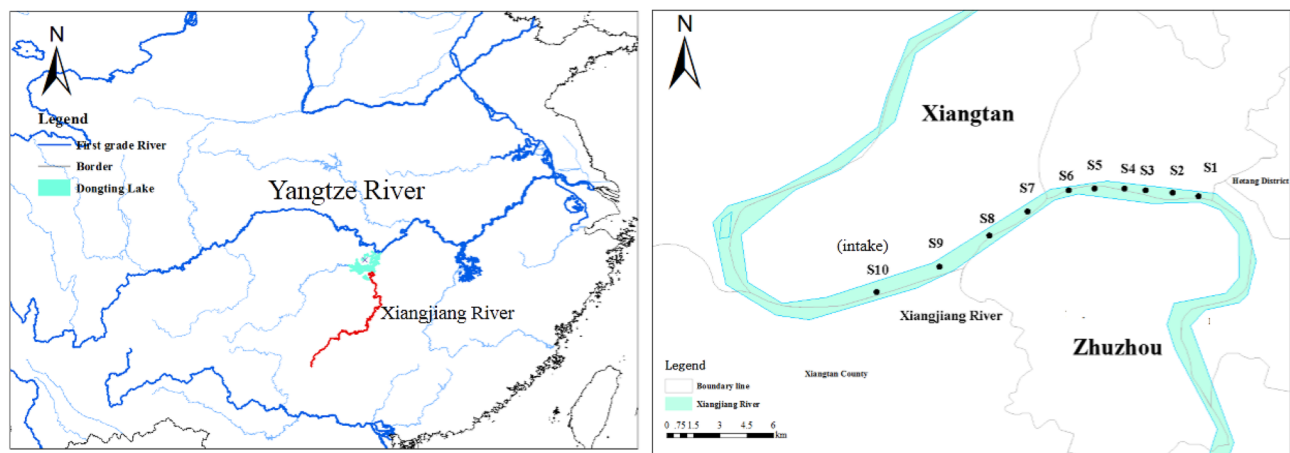 N
Legend
First grade River
Border
Dongting Lake
Yangtze River
Xiangjiang River
N
Xiangtan
S6
S5
S4
S3
S2
S1
Hetang District
S7
S8
(intake)
S9
S10
Xiangjiang River
Zhuzhou
Legend
Boundary line
Xiangjiang River
Xiangtan County
0 .75 1.5 3 4.5 6
km